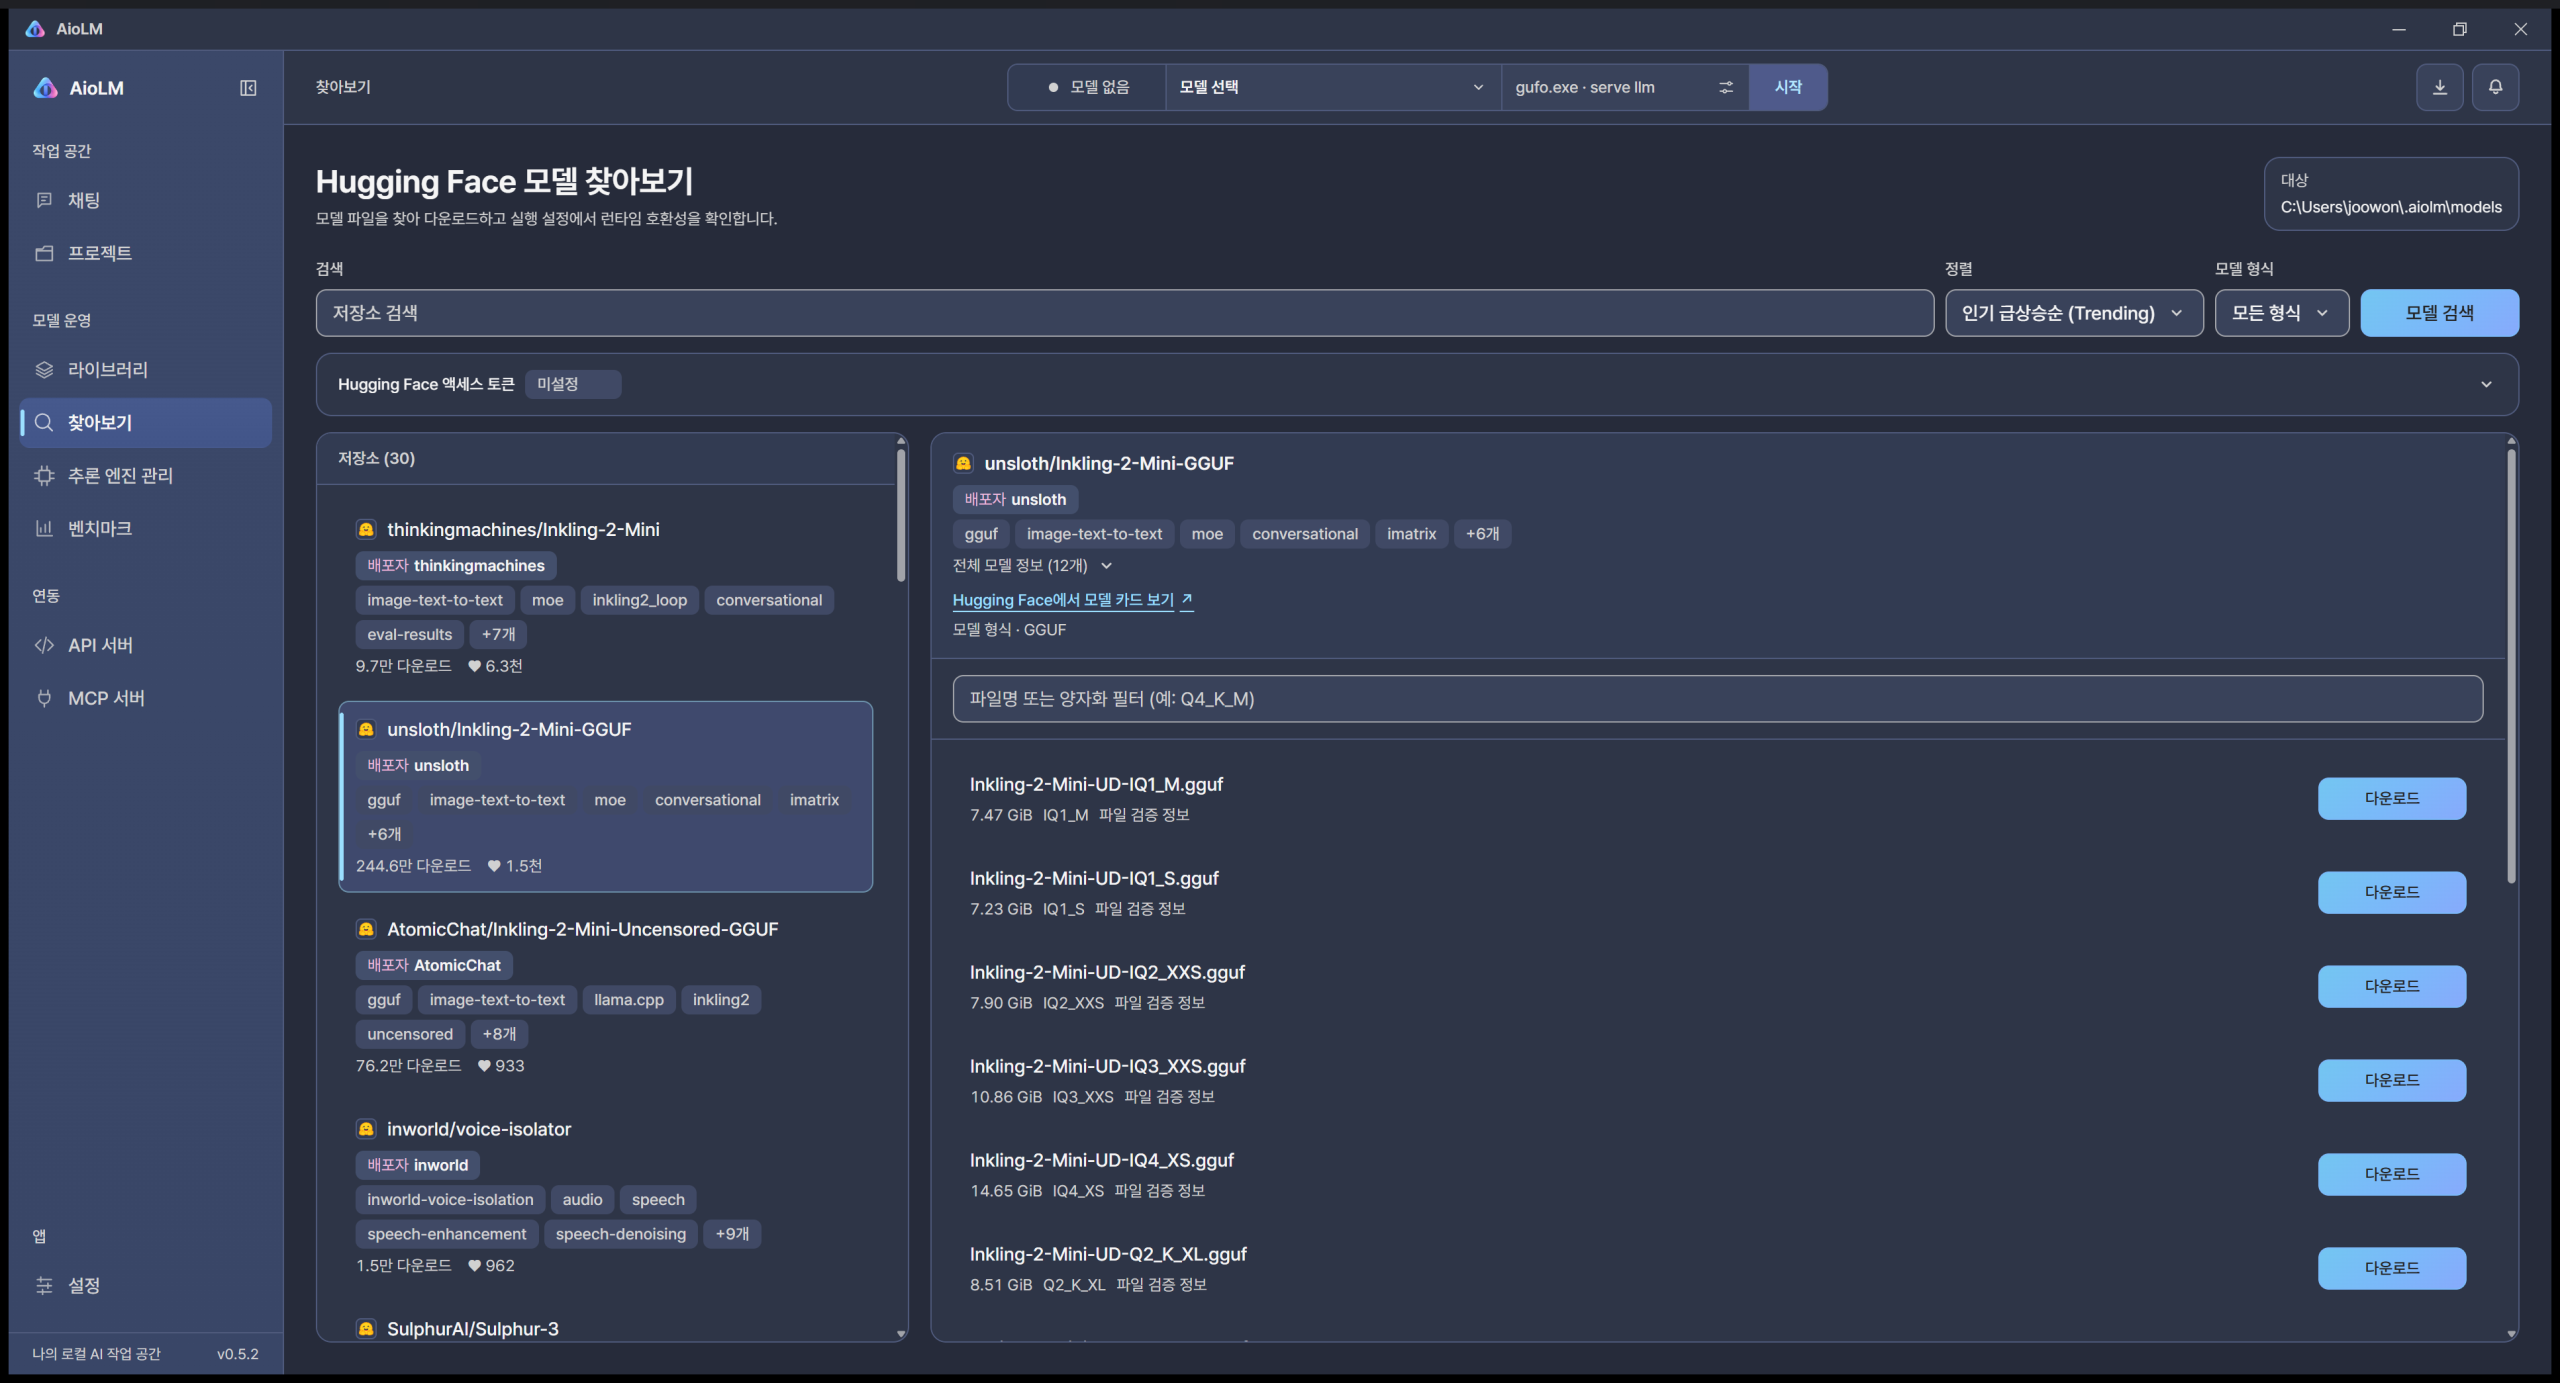 AioLM
AioLM
작업 공간
채팅
프로젝트
모델 운영
라이브러리
찾아보기
추론 엔진 관리
벤치마크
연동
API 서버
MCP 서버
앱
설정
나의 로컬 AI 작업 공간 v0.5.2
찾아보기
모델 없음 모델 선택 gufo.exe · serve llm 시작
Hugging Face 모델 찾아보기
모델 파일을 찾아 다운로드하고 실행 설정에서 런타임 호환성을 확인합니다.
대상
C:\Users\joowon\.aiolm\models
검색 정렬 모델 형식
저장소 검색 인기 급상승순 (Trending) 모든 형식 모델 검색
Hugging Face 액세스 토큰 미설정
저장소 (30)
thinkingmachines/Inkling-2-Mini
배포자 thinkingmachines
image-text-to-text moe inkling2_loop conversational
eval-results +7개
9.7만 다운로드 ♥ 6.3천
unsloth/Inkling-2-Mini-GGUF
배포자 unsloth
gguf image-text-to-text moe conversational imatrix
+6개
244.6만 다운로드 ♥ 1.5천
AtomicChat/Inkling-2-Mini-Uncensored-GGUF
배포자 AtomicChat
gguf image-text-to-text llama.cpp inkling2
uncensored +8개
76.2만 다운로드 ♥ 933
inworld/voice-isolator
배포자 inworld
inworld-voice-isolation audio speech
speech-enhancement speech-denoising +9개
1.5만 다운로드 ♥ 962
SulphurAI/Sulphur-3
unsloth/Inkling-2-Mini-GGUF
배포자 unsloth
gguf image-text-to-text moe conversational imatrix +6개
전체 모델 정보 (12개)
Hugging Face에서 모델 카드 보기 ↗
모델 형식 · GGUF
파일명 또는 양자화 필터 (예: Q4_K_M)
Inkling-2-Mini-UD-IQ1_M.gguf
7.47 GiB IQ1_M 파일 검증 정보
다운로드
Inkling-2-Mini-UD-IQ1_S.gguf
7.23 GiB IQ1_S 파일 검증 정보
다운로드
Inkling-2-Mini-UD-IQ2_XXS.gguf
7.90 GiB IQ2_XXS 파일 검증 정보
다운로드
Inkling-2-Mini-UD-IQ3_XXS.gguf
10.86 GiB IQ3_XXS 파일 검증 정보
다운로드
Inkling-2-Mini-UD-IQ4_XS.gguf
14.65 GiB IQ4_XS 파일 검증 정보
다운로드
Inkling-2-Mini-UD-Q2_K_XL.gguf
8.51 GiB Q2_K_XL 파일 검증 정보
다운로드